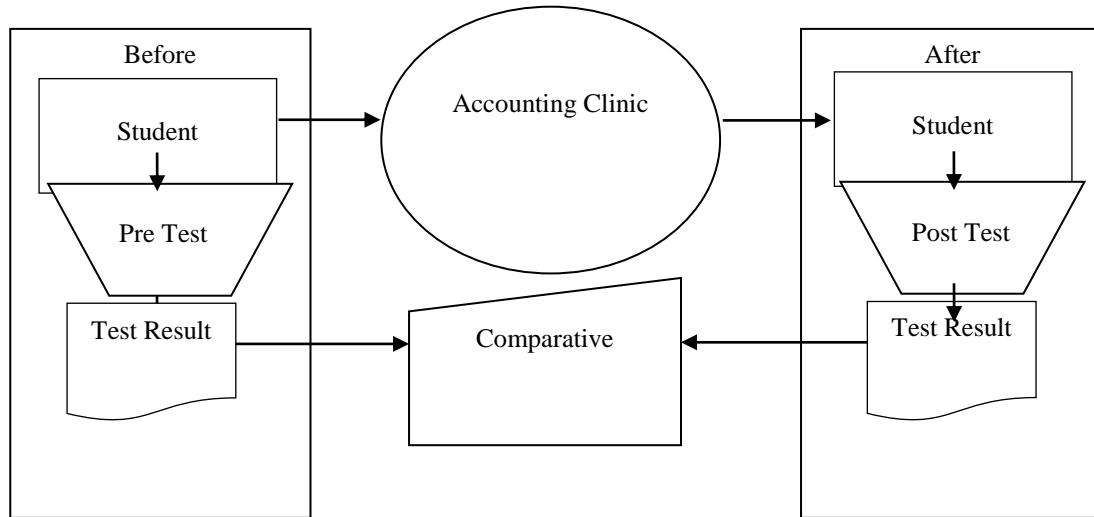 Before
Student
Pre Test
Test Result
Accounting Clinic
Comparative
After
Student
Post Test
Test Result